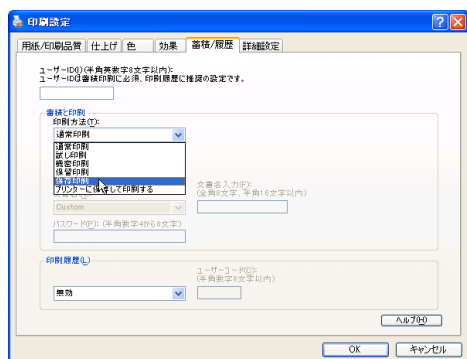 印刷設定
用紙/印刷品質 仕上げ 色 効果 蓄積/履歴 詳細設定
ユーザーID(I)(半角英数字8文字以内):
ユーザーIDは蓄積印刷に必須、印刷履歴に推奨の設定です。
蓄積と印刷
印刷方法(T):
通常印刷
通常印刷
試し印刷
機密印刷
保留印刷
保存印刷
プリンターに保存して印刷する
文書名入力(F):
(全角8文字、半角16文字以内)
Custom
パスワード(P): (半角数字4から8文字)
印刷履歴(L)
ユーザーコード(O):
(半角数字8文字以内)
無効
ヘルプ(H)
OK キャンセル